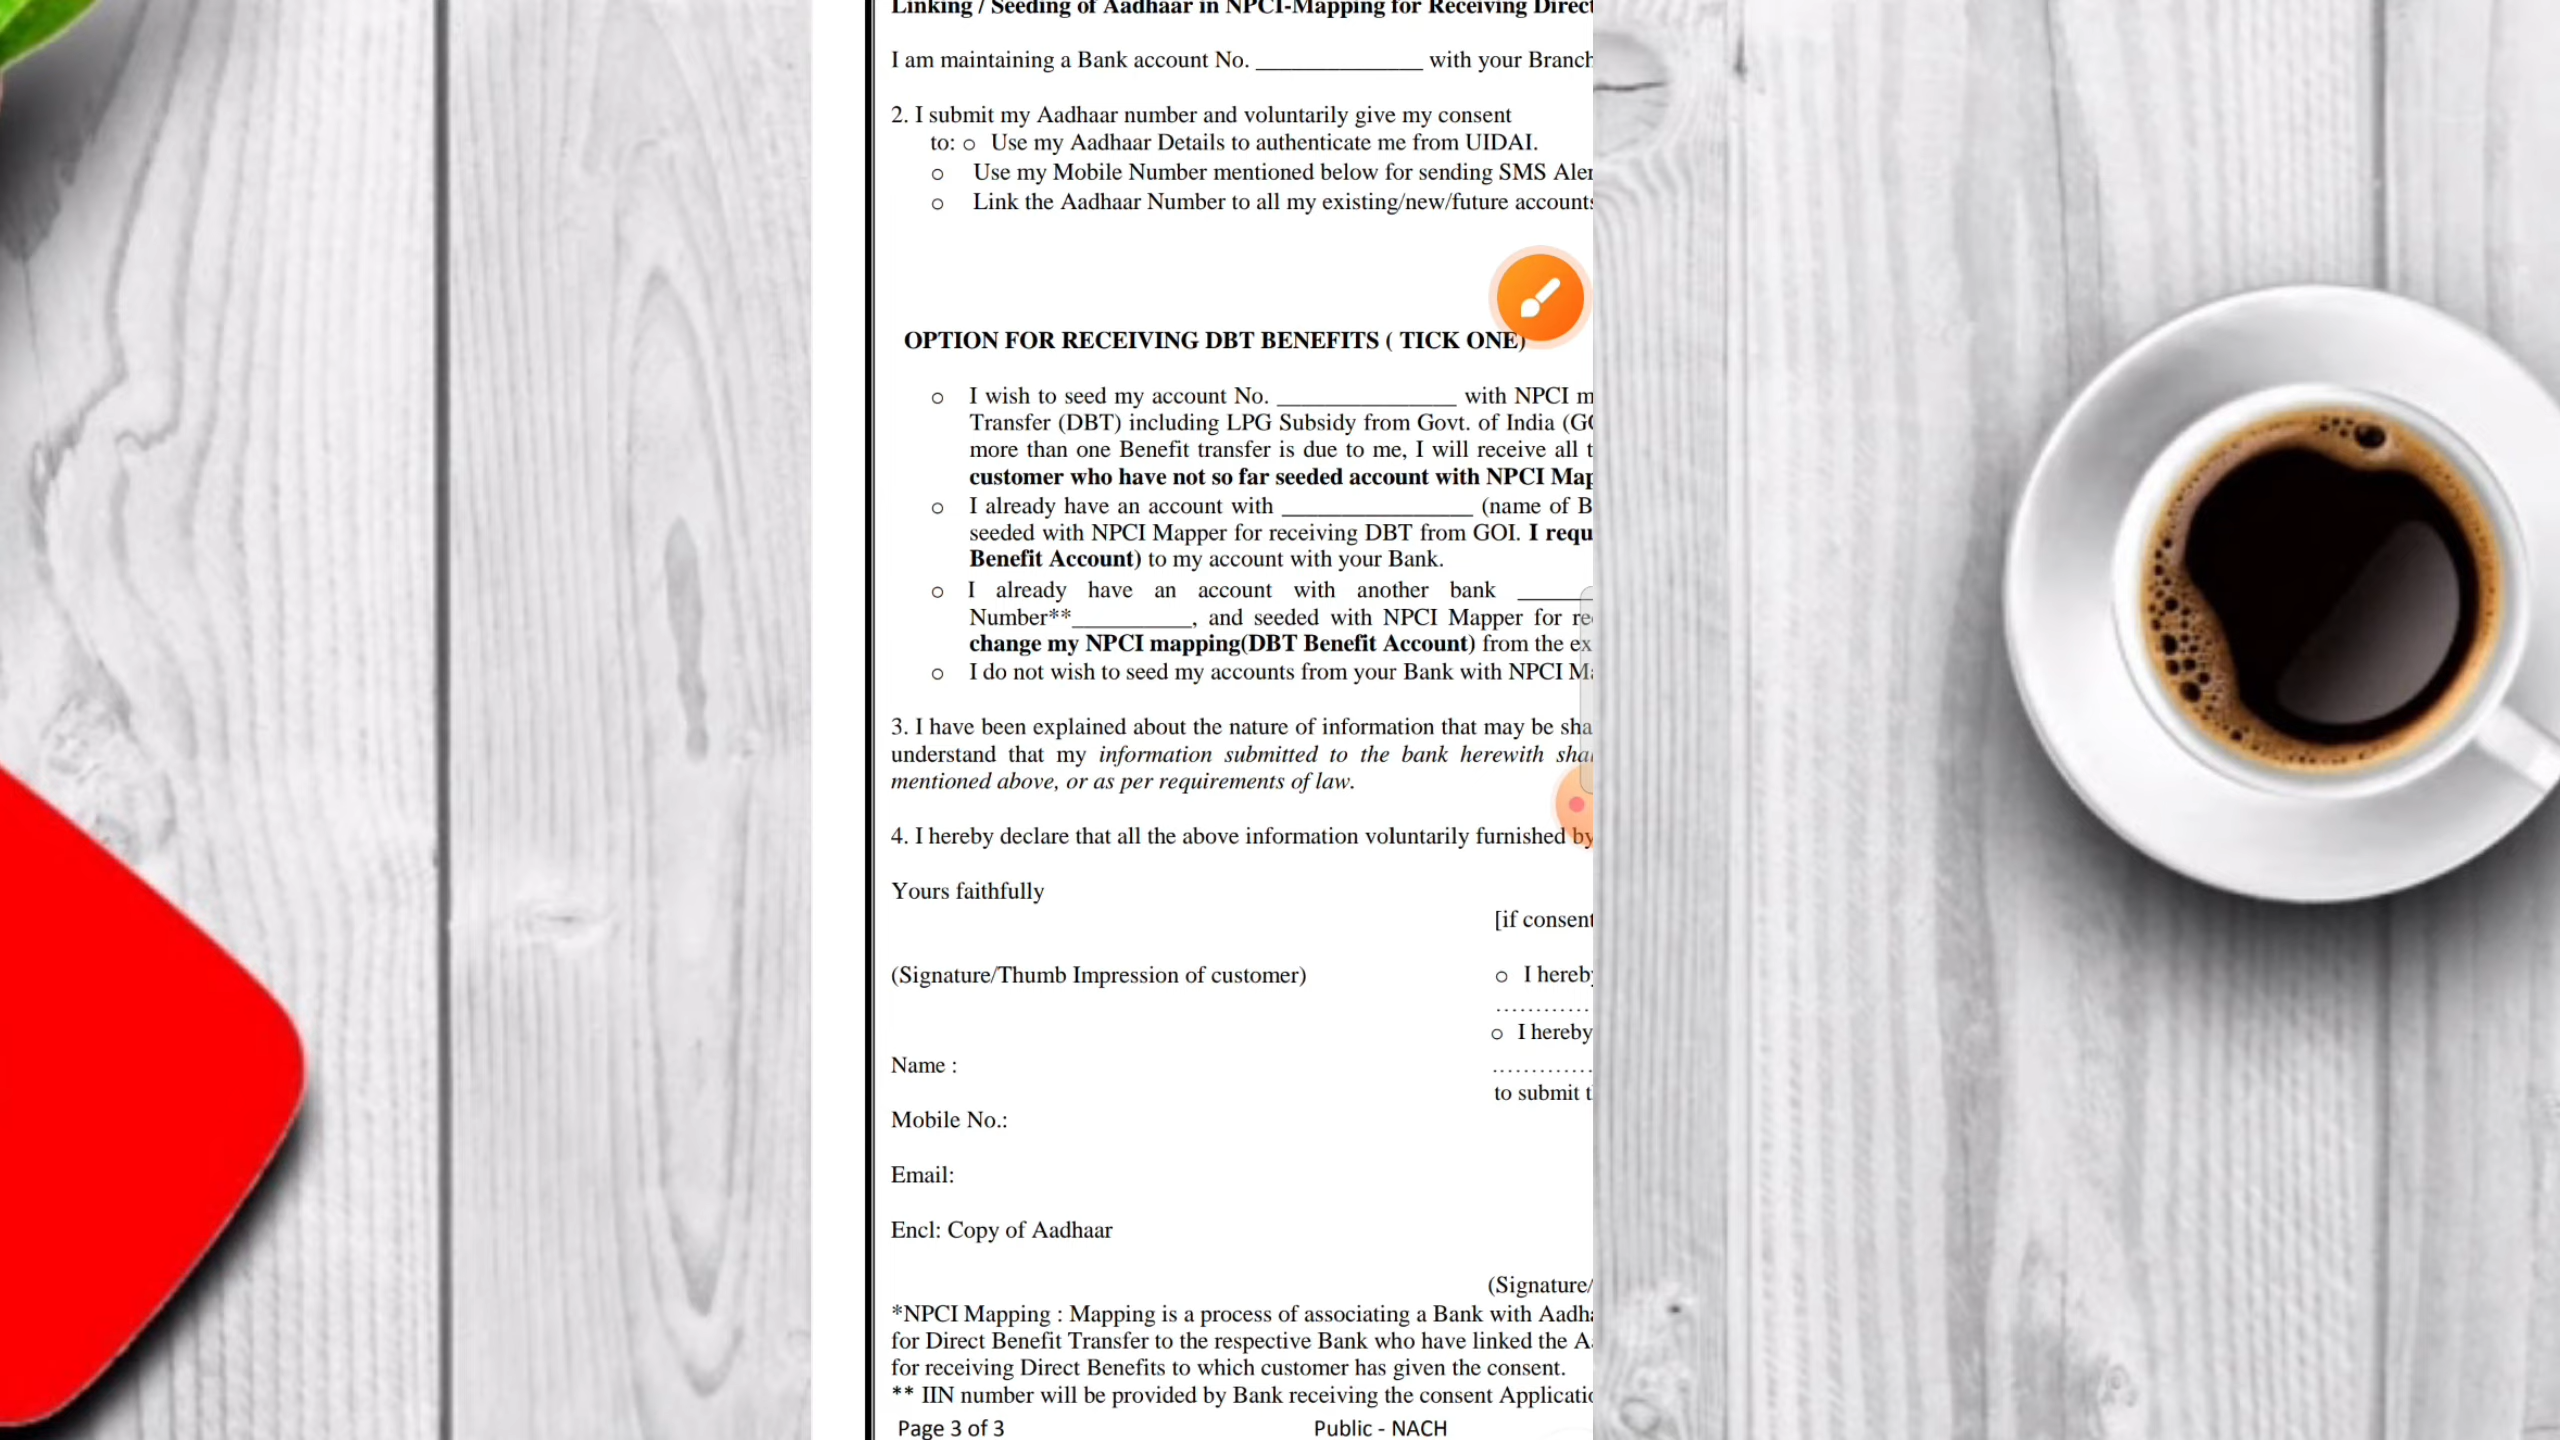 Linking / Seeding of Aadhaar in NPCI-Mapping for Receiving Direct
I am maintaining a Bank account No. ______________ with your Branch
2. I submit my Aadhaar number and voluntarily give my consent
to: o Use my Aadhaar Details to authenticate me from UIDAI.
o Use my Mobile Number mentioned below for sending SMS Aler
o Link the Aadhaar Number to all my existing/new/future accounts
OPTION FOR RECEIVING DBT BENEFITS ( TICK ONE)
o I wish to seed my account No. _______________ with NPCI m
Transfer (DBT) including LPG Subsidy from Govt. of India (GO
more than one Benefit transfer is due to me, I will receive all t
customer who have not so far seeded account with NPCI Map
o I already have an account with ________________ (name of B
seeded with NPCI Mapper for receiving DBT from GOI. I requ
Benefit Account) to my account with your Bank.
o I already have an account with another bank ______
Number**__________, and seeded with NPCI Mapper for re
change my NPCI mapping(DBT Benefit Account) from the ex
o I do not wish to seed my accounts from your Bank with NPCI Ma
3. I have been explained about the nature of information that may be sha
understand that my information submitted to the bank herewith sha
mentioned above, or as per requirements of law.
4. I hereby declare that all the above information voluntarily furnished by
Yours faithfully
[if consent
(Signature/Thumb Impression of customer)
o I hereby
............
o I hereby
.............
Name :
to submit t
Mobile No.:
Email:
Encl: Copy of Aadhaar
(Signature/
*NPCI Mapping : Mapping is a process of associating a Bank with Aadha
for Direct Benefit Transfer to the respective Bank who have linked the A
for receiving Direct Benefits to which customer has given the consent.
** IIN number will be provided by Bank receiving the consent Applicatio
Page 3 of 3 Public - NACH